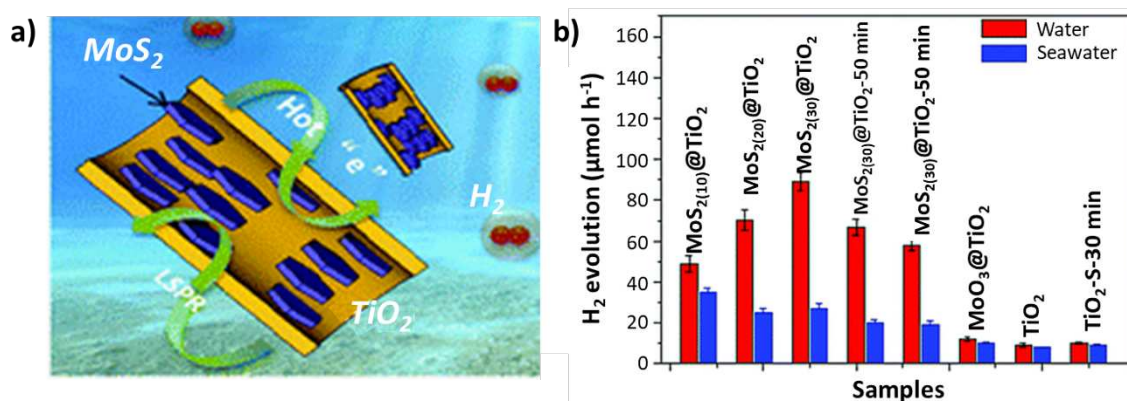 a)
MoS2
Hot
"e"
H2
LSPR
TiO2
b)
H2 evolution (µmol h-1)
160
140
120
100
80
60
40
20
0
Water
Seawater
MoS2(10)@TiO2
MoS2(20)@TiO2
MoS2(30)@TiO2
MoS2(30)@TiO2-50 min
MoS2(30)@TiO2-50 min
MoO3@TiO2
TiO2
TiO2-S-30 min
Samples